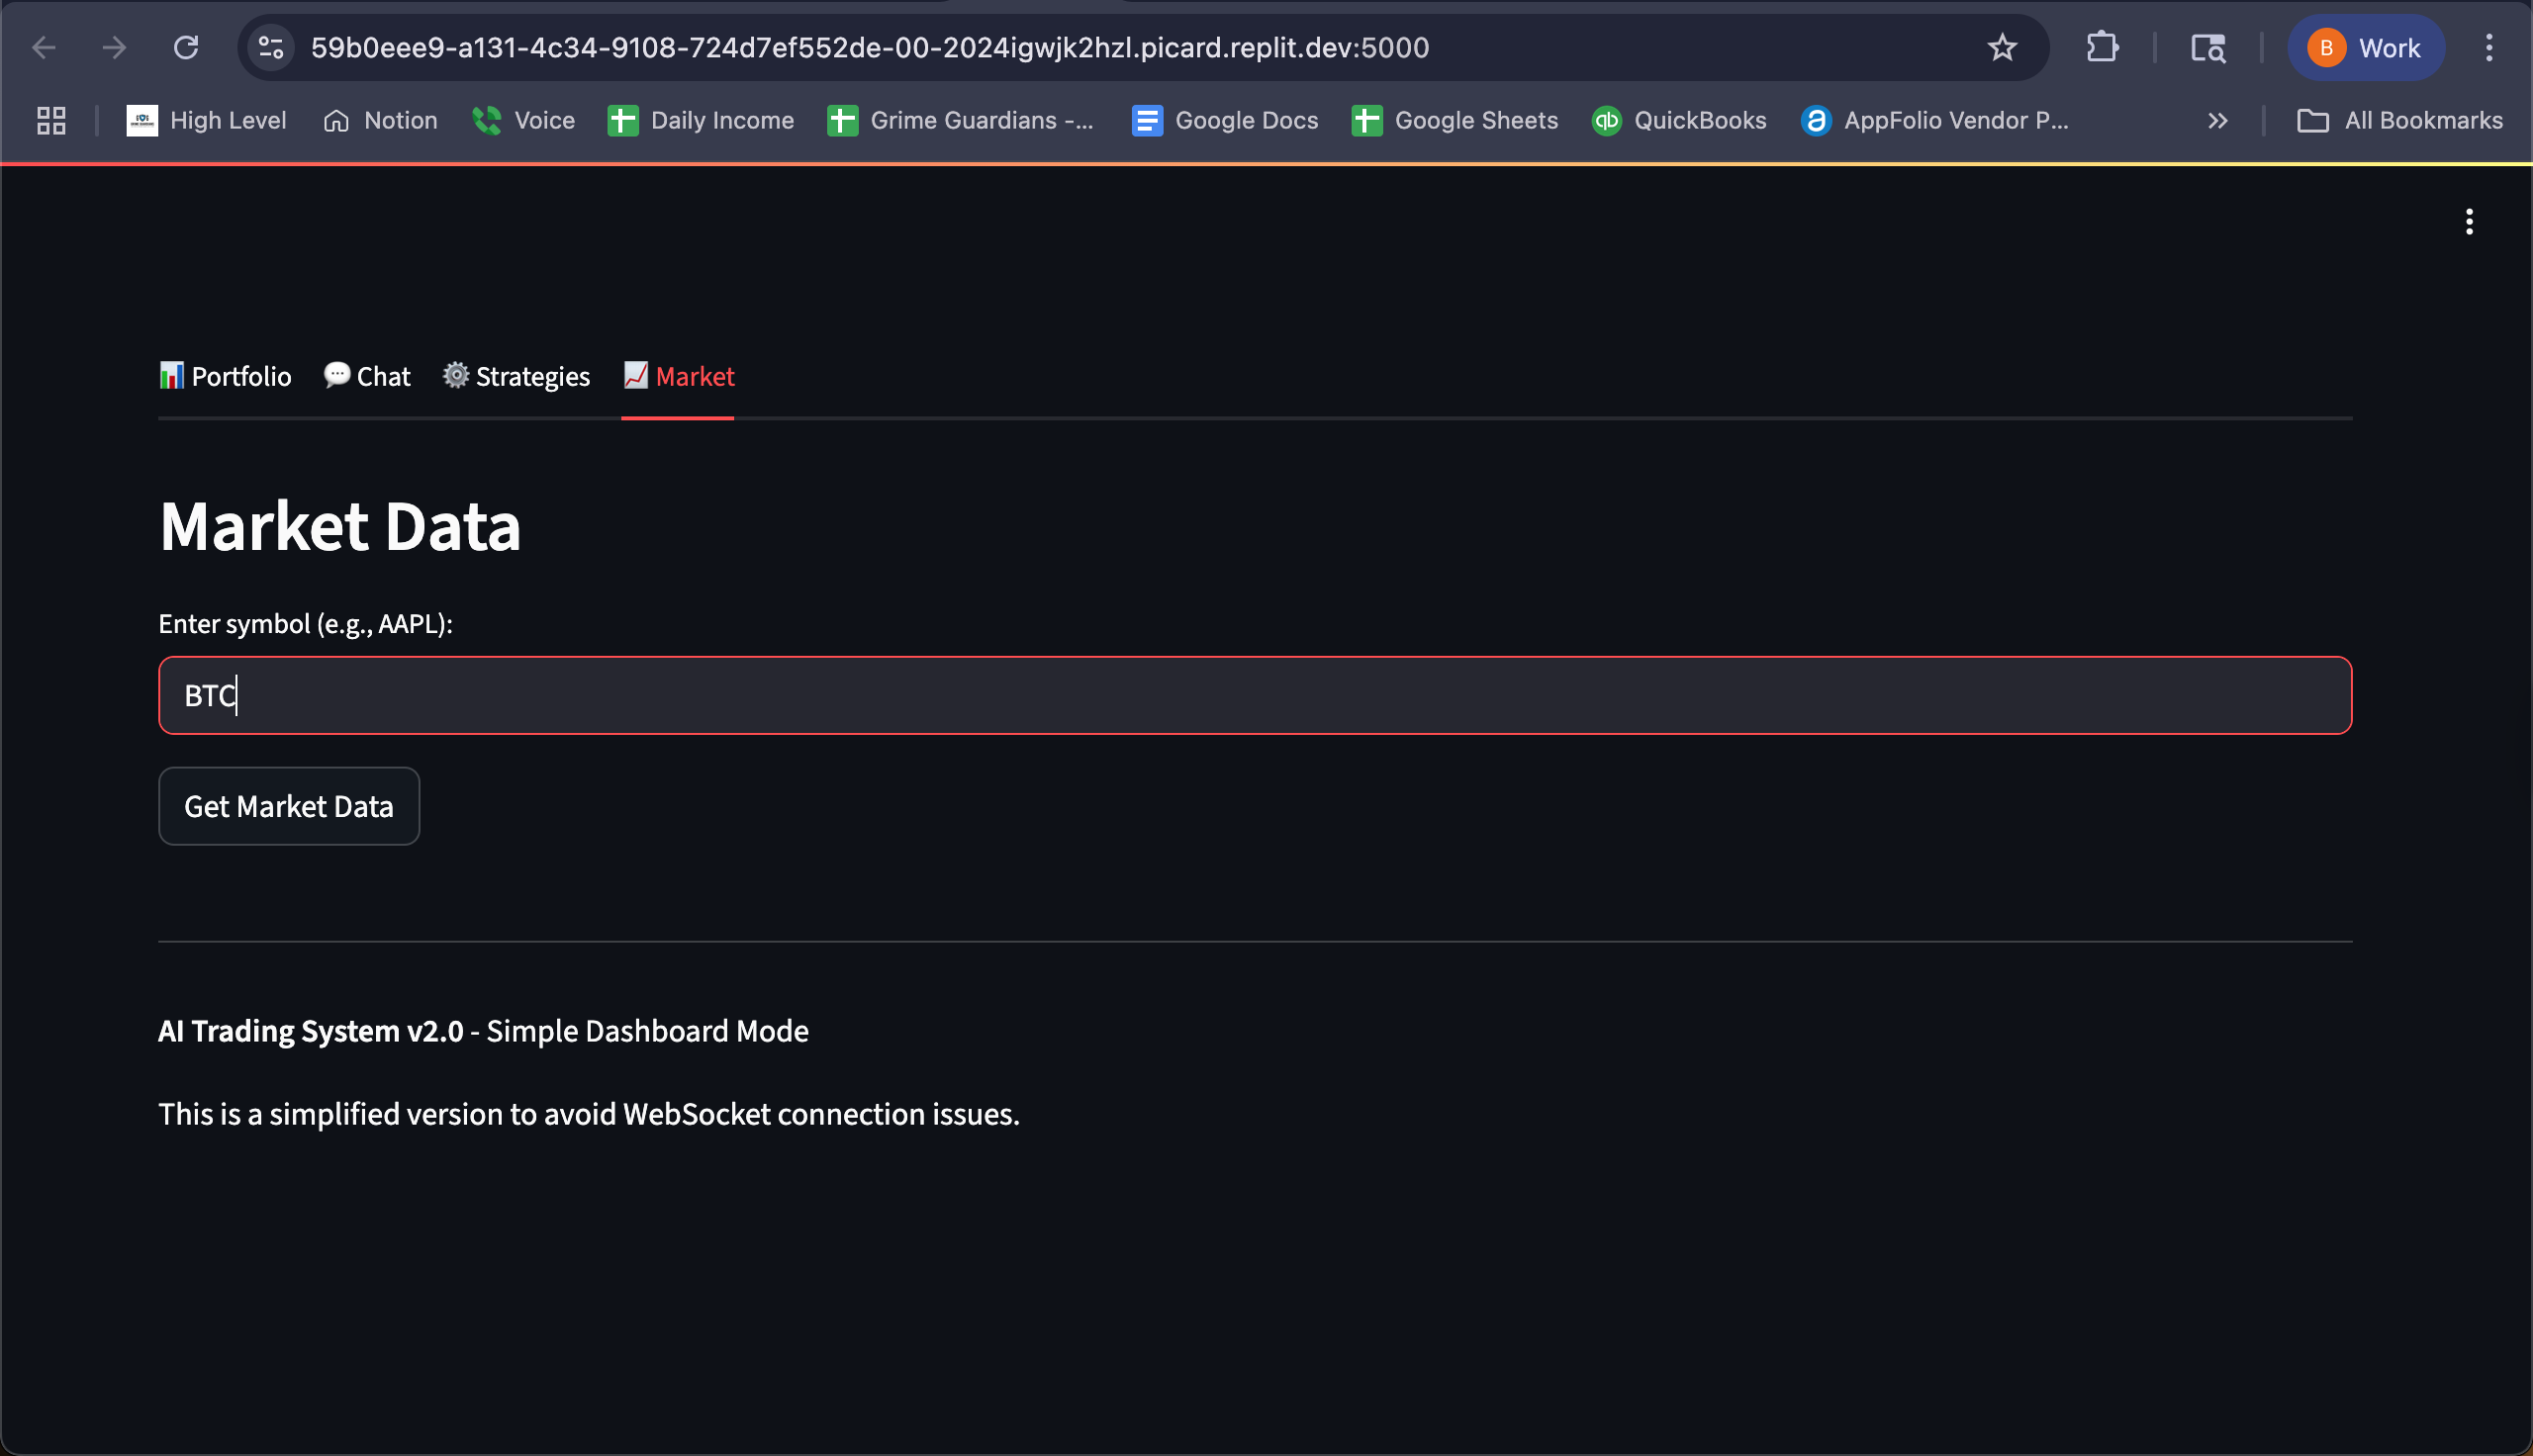 59b0eee9-a131-4c34-9108-724d7ef552de-00-2024igwjk2hzl.picard.replit.dev:5000
B Work
High Level Notion Voice Daily Income Grime Guardians -... Google Docs Google Sheets qb QuickBooks a AppFolio Vendor P... All Bookmarks
Portfolio Chat Strategies Market
Market Data
Enter symbol (e.g., AAPL):
BTC
Get Market Data
AI Trading System v2.0 - Simple Dashboard Mode
This is a simplified version to avoid WebSocket connection issues.